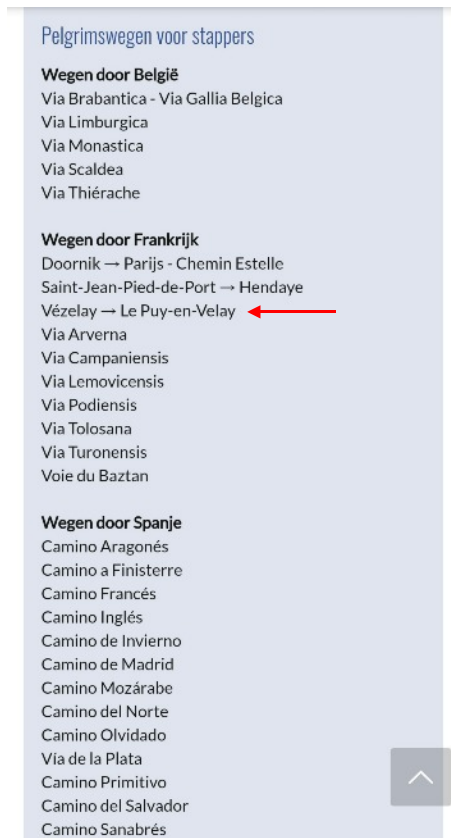 Pelgrimswegen voor stappers
Wegen door België
Via Brabantica - Via Gallia Belgica
Via Limburgica
Via Monastica
Via Scaldea
Via Thiérache
Wegen door Frankrijk
Doornik → Parijs - Chemin Estelle
Saint-Jean-Pied-de-Port → Hendaye
Vézelay → Le Puy-en-Velay
Via Arverna
Via Campaniensis
Via Lemovicensis
Via Podiensis
Via Tolosana
Via Turonensis
Voie du Baztan
Wegen door Spanje
Camino Aragonés
Camino a Finisterre
Camino Francés
Camino Inglés
Camino de Invierno
Camino de Madrid
Camino Mozárabe
Camino del Norte
Camino Olvidado
Vía de la Plata
Camino Primitivo
Camino del Salvador
Camino Sanabrés